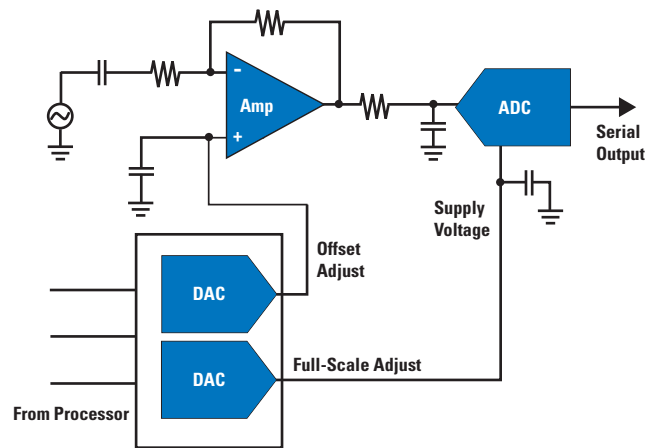 -
Amp
+
ADC
Serial
Output
Supply
Voltage
Offset
Adjust
DAC
DAC
Full-Scale Adjust
From Processor